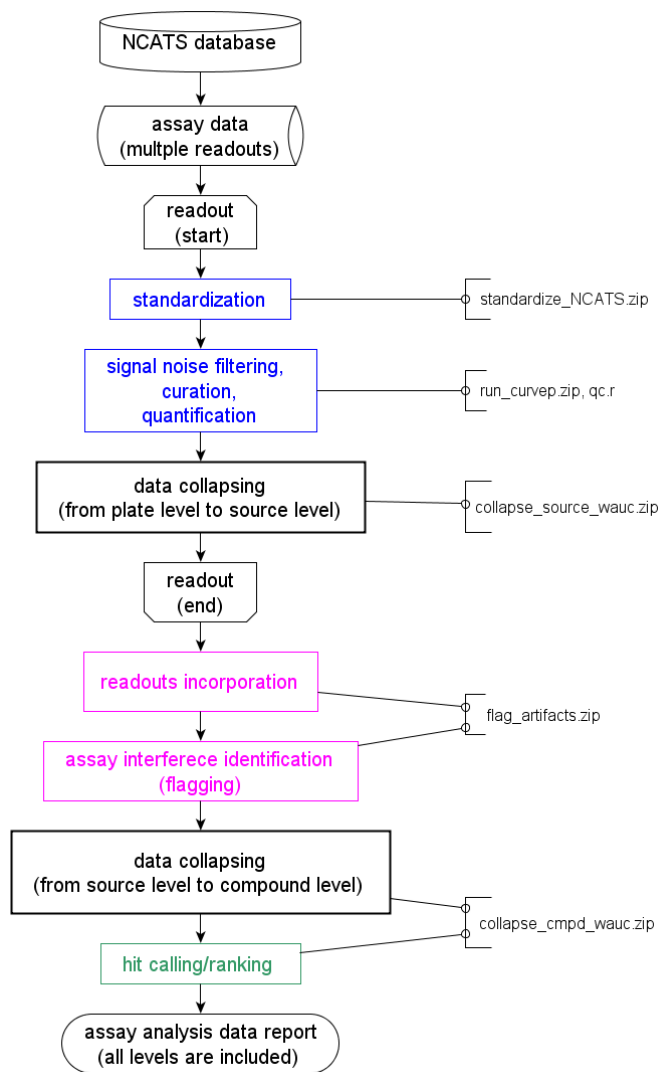 NCATS database
assay data
(multple readouts)
readout
(start)
standardization
standardize_NCATS.zip
signal noise filtering,
curation,
quantification
run_curvep.zip, qc.r
data collapsing
(from plate level to source level)
collapse_source_wauc.zip
readout
(end)
readouts incorporation
flag_artifacts.zip
assay interferece identification
(flagging)
data collapsing
(from source level to compound level)
collapse_cmpd_wauc.zip
hit calling/ranking
assay analysis data report
(all levels are included)